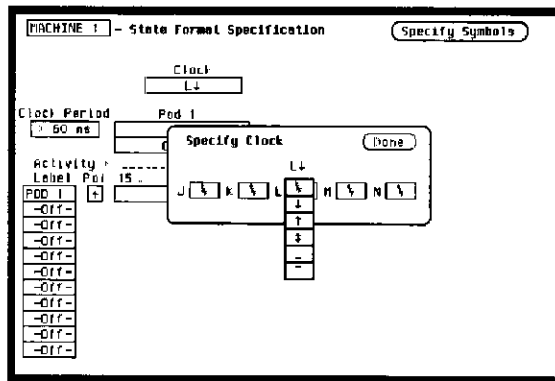 MACHINE 1 - State Format Specification
Specify Symbols
Clock
L↓
Clock Period
Pod 1
> 60 ns
Specify Clock
Done
Activity >
L↓
Label Pol 15
J K L M N
POD 1 ↑
↓
-Off-
↑
-Off-
↕
-Off-
-Off-
-Off-
-Off-
-Off-
-Off-
-Off-
-Off-